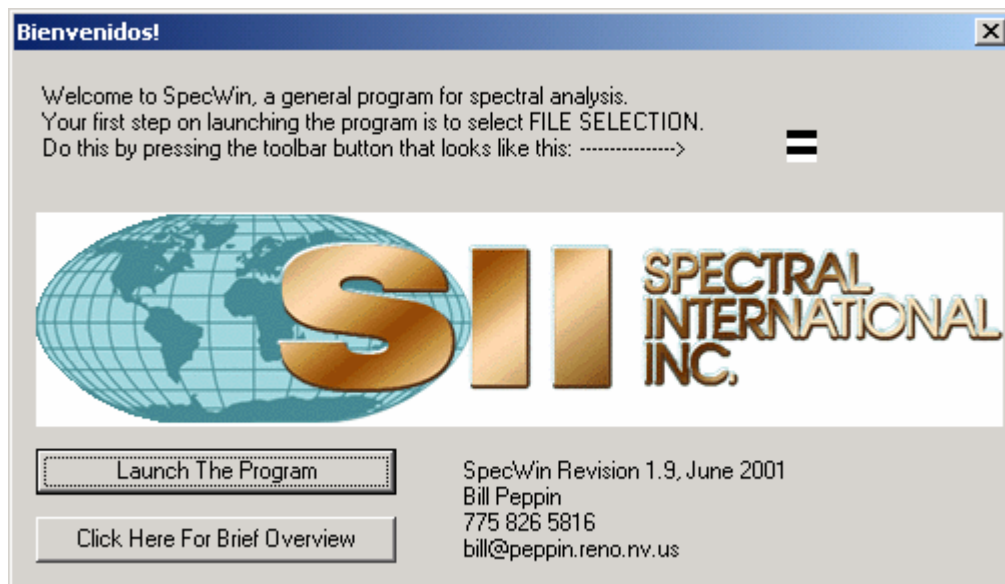 Bienvenidos!
Welcome to SpecWin, a general program for spectral analysis.
Your first step on launching the program is to select FILE SELECTION.
Do this by pressing the toolbar button that looks like this: --------------->
SII
SPECTRAL
INTERNATIONAL
INC.
Launch The Program
Click Here For Brief Overview
SpecWin Revision 1.9, June 2001
Bill Peppin
775 826 5816
bill@peppin.reno.nv.us